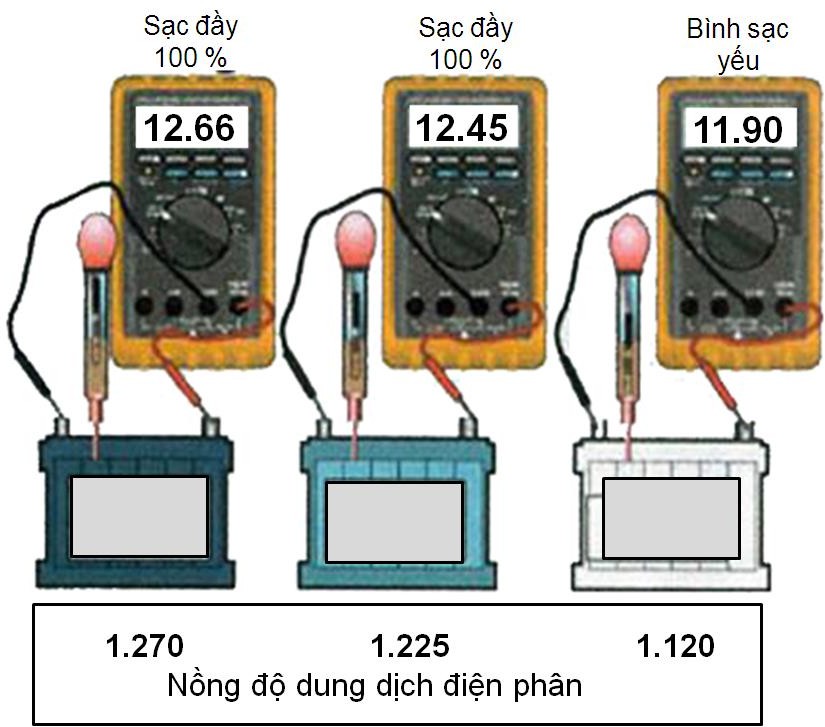 Sạc đầy
100 %
Sạc đầy
100 %
Bình sạc
yếu
12.66
12.45
11.90
1.270 1.225 1.120
Nồng độ dung dịch điện phân